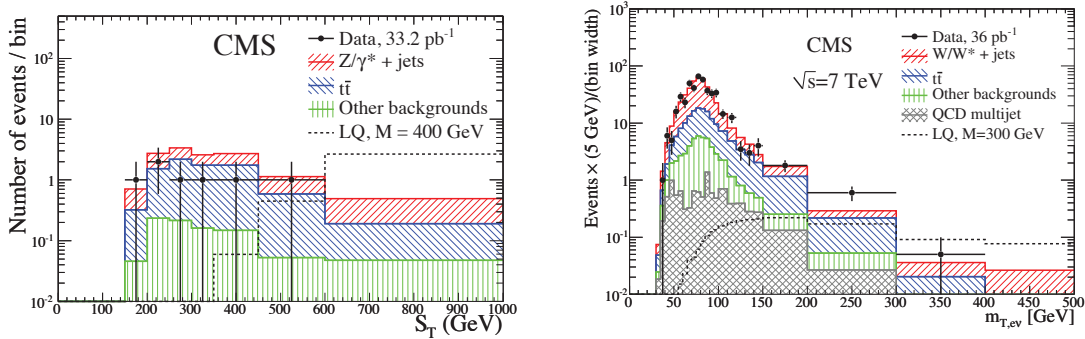 CMS
Data, 33.2 pb⁻¹
Z/γ* + jets
tt̄
Other backgrounds
LQ, M = 400 GeV
Number of events / bin
10²
10
1
10⁻¹
10⁻²
0 100 200 300 400 500 600 700 800 900 1000
S_T (GeV)
CMS
√s=7 TeV
Data, 36 pb⁻¹
W/W* + jets
tt̄
Other backgrounds
QCD multijet
LQ, M=300 GeV
Events × (5 GeV)/(bin width)
10³
10²
10
1
10⁻¹
10⁻²
0 50 100 150 200 250 300 350 400 450 500
m_T,eν [GeV]